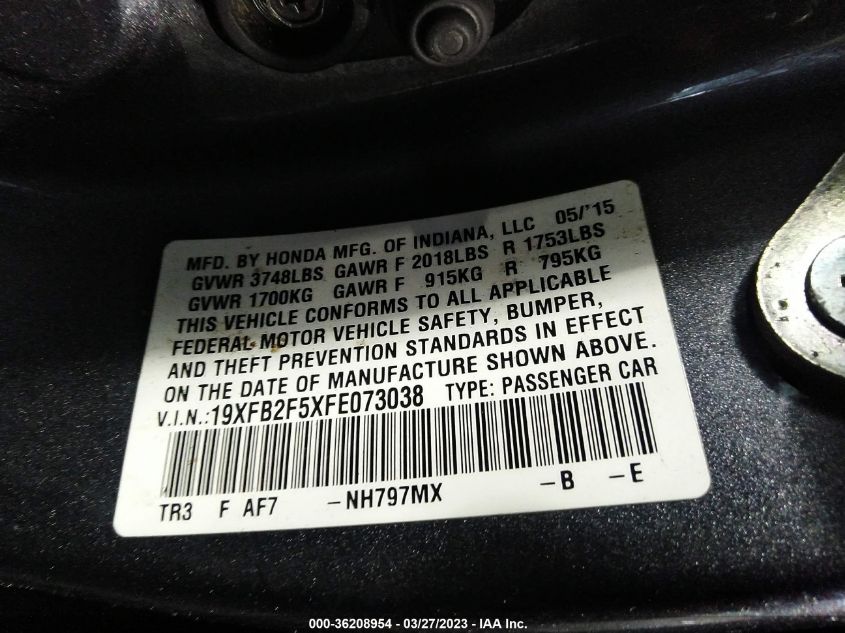 MFD. BY HONDA MFG. OF INDIANA, LLC 05/'15
GVWR 3748LBS GAWR F 2018LBS R 1753LBS
GVWR 1700KG GAWR F 915KG R 795KG
THIS VEHICLE CONFORMS TO ALL APPLICABLE
FEDERAL MOTOR VEHICLE SAFETY, BUMPER,
AND THEFT PREVENTION STANDARDS IN EFFECT
ON THE DATE OF MANUFACTURE SHOWN ABOVE.
V.I.N.:19XFB2F5XFE073038 TYPE: PASSENGER CAR
TR3 F AF7 -NH797MX -B -E
000-36208954 - 03/27/2023 - IAA Inc.